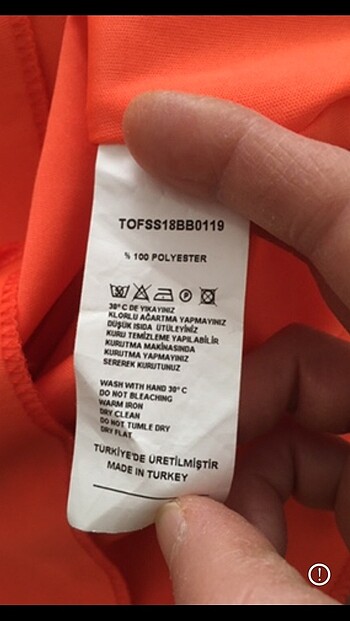 TOFSS18BB0119
% 100 POLYESTER
30° C DE YIKAYINIZ
KLORLU AĞARTMA YAPMAYINIZ
DÜŞÜK ISIDA ÜTÜLEYİNİZ
KURU TEMİZLEME YAPILABİLİR
KURUTMA MAKİNASINDA
KURUTMA YAPMAYINIZ
SEREREK KURUTUNUZ
WASH WITH HAND 30° C
DO NOT BLEACHING
WARM IRON
DRY CLEAN
DO NOT TUMLE DRY
DRY FLAT
TÜRKİYE'DE ÜRETİLMİŞTİR
MADE IN TURKEY